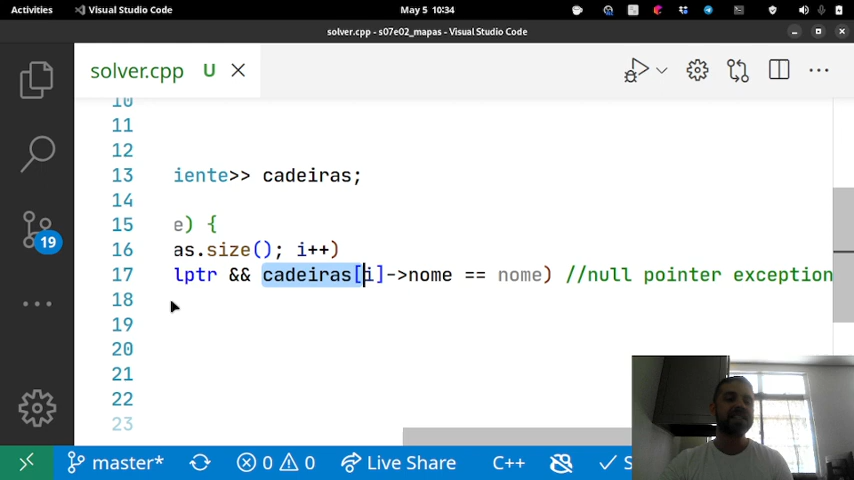 Activities
Visual Studio Code
May 5 10:34
solver.cpp - s07e02_mapas - Visual Studio Code
solver.cpp U
10
11
12
13 iente>> cadeiras;
14
15 e) {
16 as.size(); i++)
17 lptr && cadeiras[i]->nome == nome) //null pointer exception
18
19
20
21
22
23
19
master*
0 0
Live Share
C++
S